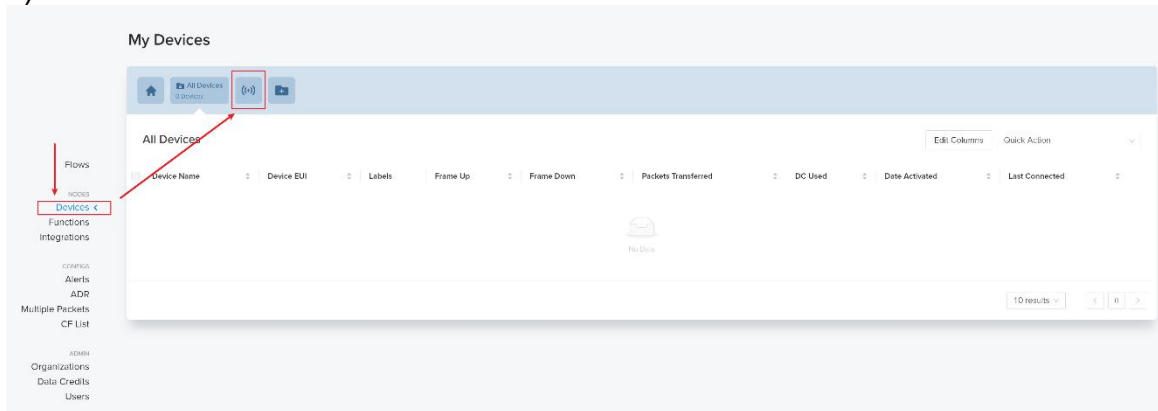 My Devices
All Devices
0 Devices
All Devices
Edit Columns
Quick Action
Device Name
Device EUI
Labels
Frame Up
Frame Down
Packets Transferred
DC Used
Date Activated
Last Connected
No Data
10 results
0
Flows
NODES
Devices
Functions
Integrations
CONFIGS
Alerts
ADR
Multiple Packets
CF List
ADMIN
Organizations
Data Credits
Users